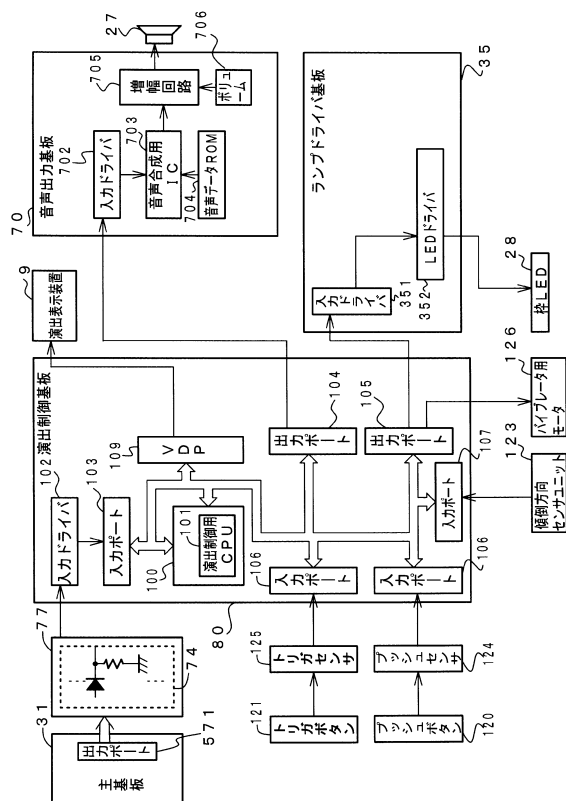 31
主基板
出力ポート
571
77
74
80
演出制御基板
102
入力ドライバ
103
入力ポート
109
VDP
100
101
演出制御用
CPU
104
出力ポート
105
出力ポート
106
入力ポート
106
入力ポート
107
入力ポート
9
演出表示装置
70
音声出力基板
702
入力ドライバ
703
音声合成用
IC
704
音声データROM
705
増幅回路
706
ボリューム
27
35
ランプドライバ基板
入力ドライバ
351
LEDドライバ
352
28
枠LED
126
バイブレータ用
モータ
123
傾倒方向
センサユニット
125
トリガセンサ
121
トリガボタン
124
プッシュセンサ
120
プッシュボタン